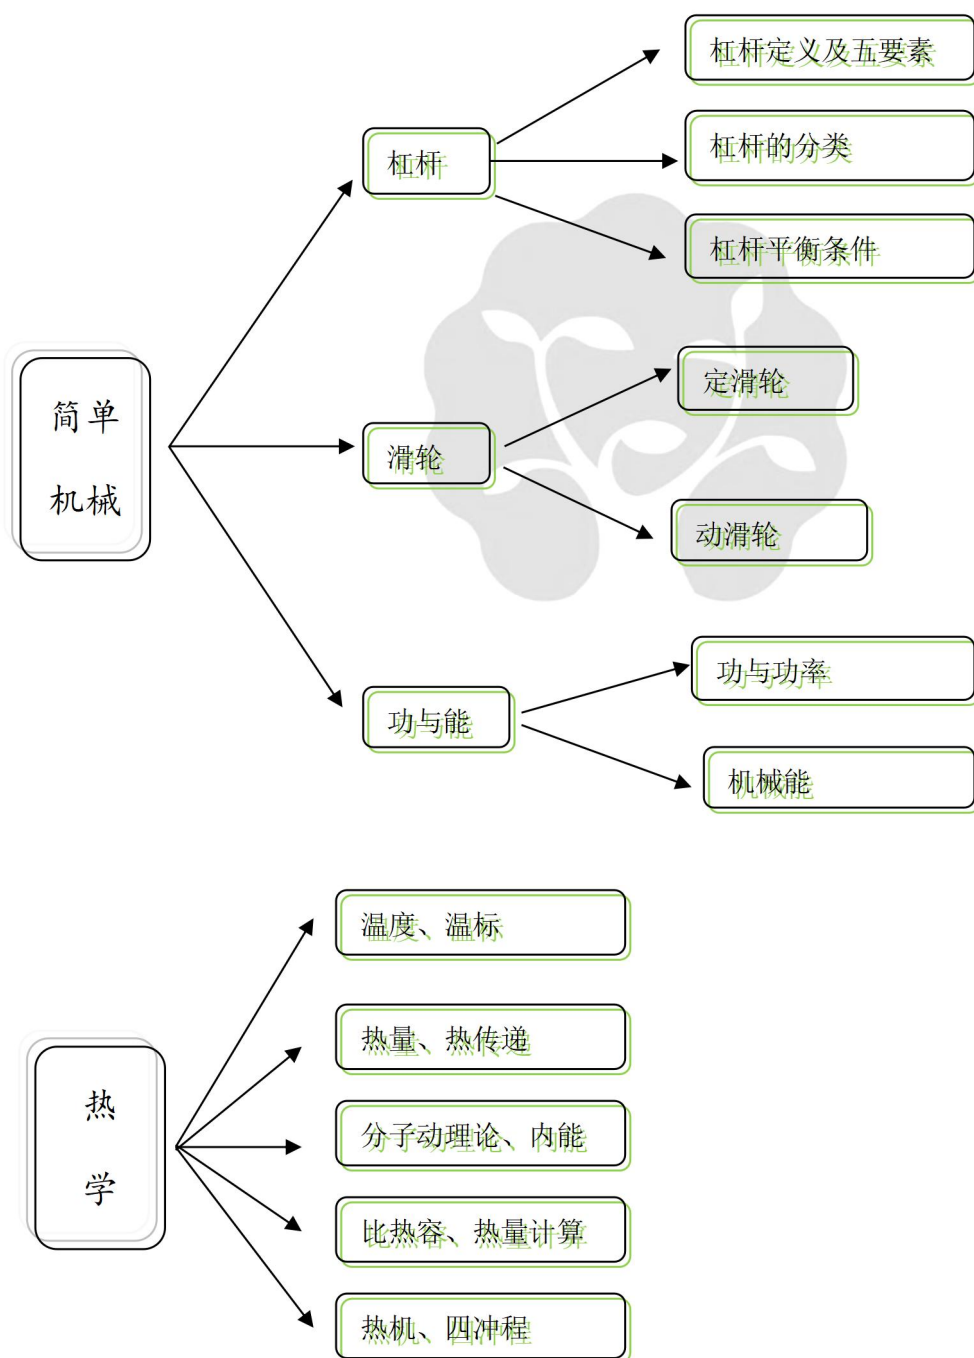 简单
机械
杠杆
杠杆定义及五要素
杠杆的分类
杠杆平衡条件
滑轮
定滑轮
动滑轮
功与能
功与功率
机械能
热
学
温度、温标
热量、热传递
分子动理论、内能
比热容、热量计算
热机、四冲程